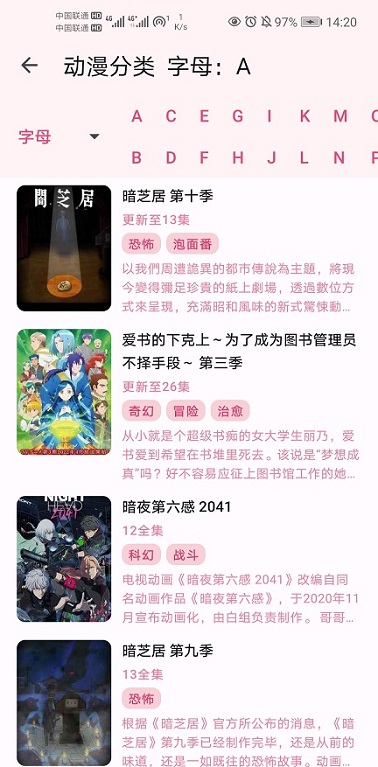 中国联通 HD 4G 4G 1 1
中国联通 HD K/s 97% 14:20
动漫分类 字母：A
A C E G I K M
字母
B D F H J L N
闇芝居
暗芝居 第十季
更新至13集
恐怖 泡面番
以我們周遭詭異的都市傳說為主題，將現
今變得彌足珍貴的紙上劇場，透過數位方
式來呈現，充滿昭和風味的新式驚悚動...
爱书的下克上～为了成为图书管理员
不择手段～ 第三季
更新至26集
奇幻 冒险 治愈
从小就是个超级书痴的女大学生丽乃，爱
书爱到希望在书堆里死去。该说是“梦想成
真”吗？好不容易应征上图书馆工作的她...
NIGHT
HEAD
2041
暗夜第六感 2041
12全集
科幻 战斗
电视动画《暗夜第六感 2041》改编自同
名动画作品《暗夜第六感》，于2020年11
月宣布动画化，由白组负责制作。 哥哥...
暗芝居 第九季
13全集
恐怖
根据《暗芝居》官方所公布的消息，《暗
芝居》第九季已经制作完毕，还是从前的
味道，还是一如既往的恐怖故事。动画...